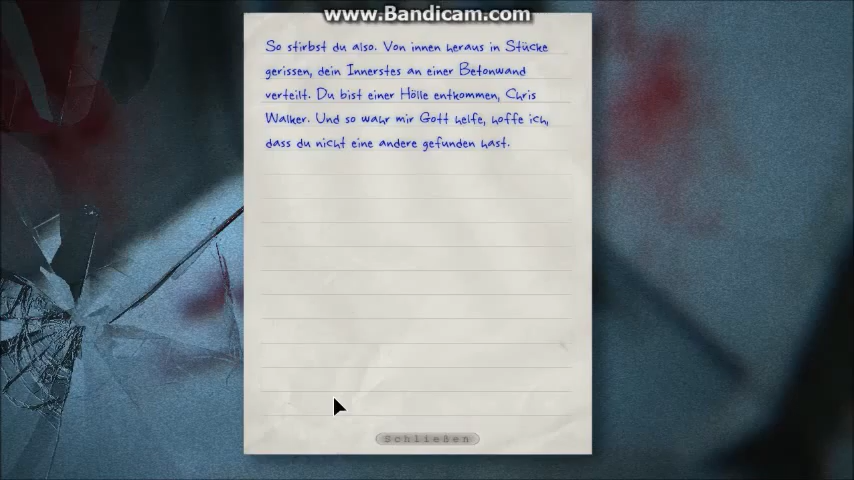 www.Bandicam.com
So stirbst du also. Von innen heraus in Stücke
gerissen, dein Innerstes an einer Betonwand
verteilt. Du bist einer Hölle entkommen, Chris
Walker. Und so wahr mir Gott helfe, hoffe ich,
dass du nicht eine andere gefunden hast.
Schließen